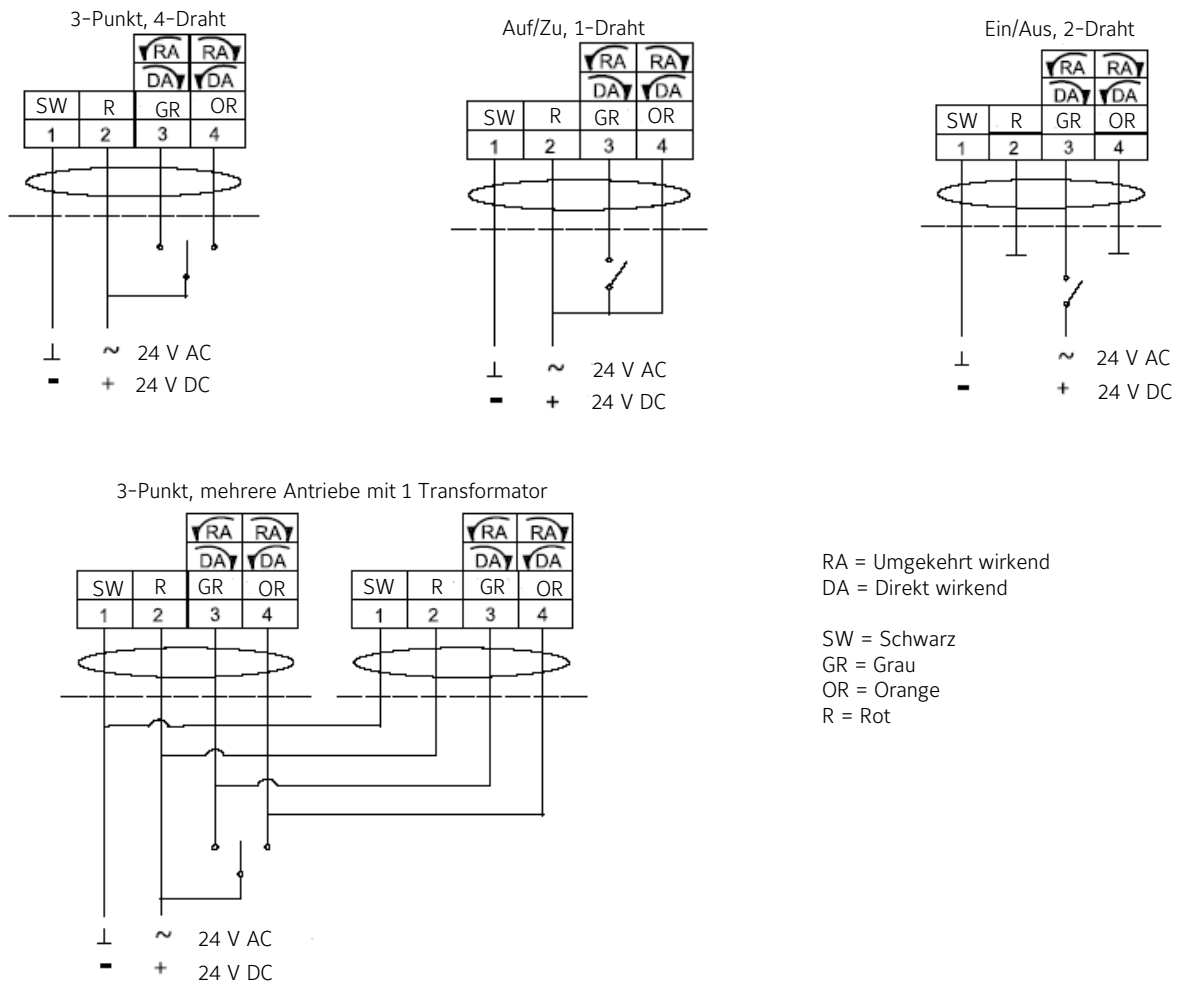 3-Punkt, 4-Draht
RA RA
DA DA
SW R GR OR
1 2 3 4
⊥ ~ 24 V AC
- + 24 V DC
Auf/Zu, 1-Draht
RA RA
DA DA
SW R GR OR
1 2 3 4
⊥ ~ 24 V AC
- + 24 V DC
Ein/Aus, 2-Draht
RA RA
DA DA
SW R GR OR
1 2 3 4
⊥ ~ 24 V AC
- + 24 V DC
3-Punkt, mehrere Antriebe mit 1 Transformator
RA RA
DA DA
SW R GR OR
1 2 3 4
RA RA
DA DA
SW R GR OR
1 2 3 4
⊥ ~ 24 V AC
- + 24 V DC
RA = Umgekehrt wirkend
DA = Direkt wirkend
SW = Schwarz
GR = Grau
OR = Orange
R = Rot